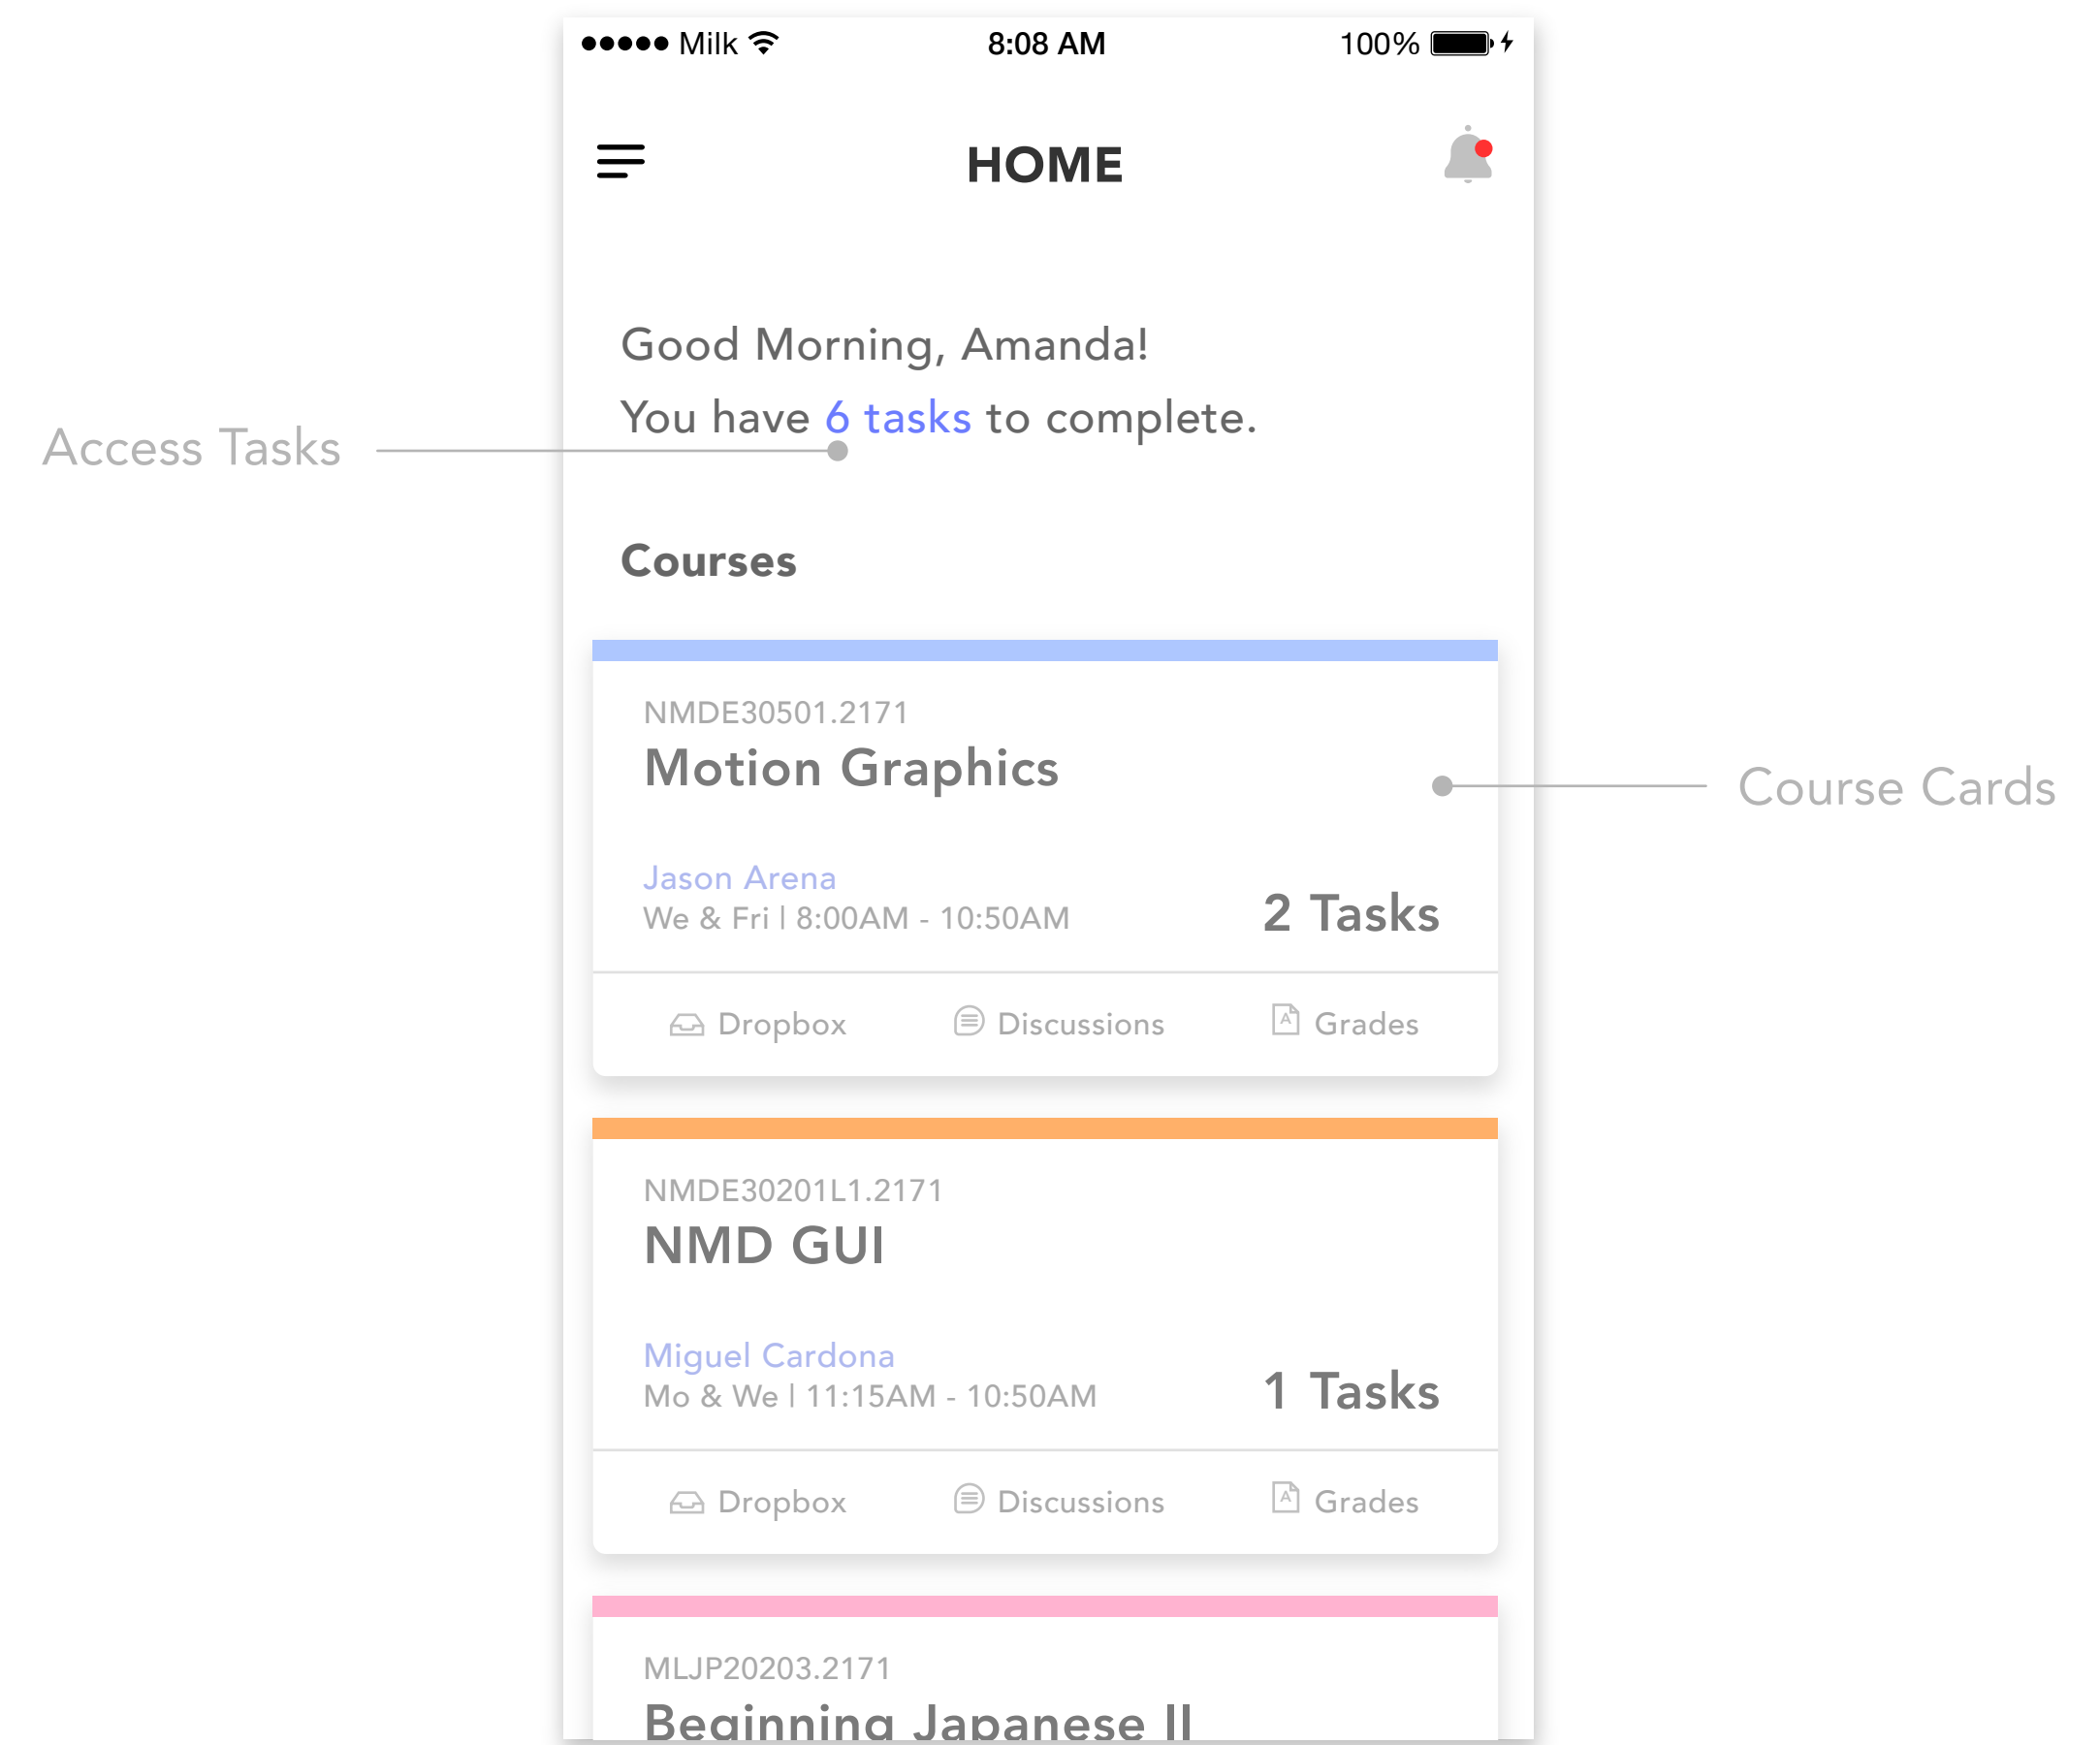 Milk 8:08 AM 100%
HOME
Good Morning, Amanda!
You have 6 tasks to complete.
Access Tasks
Courses
NMDE30501.2171
Motion Graphics
Course Cards
Jason Arena
We & Fri | 8:00AM - 10:50AM
2 Tasks
Dropbox Discussions A Grades
NMDE30201L1.2171
NMD GUI
Miguel Cardona
Mo & We | 11:15AM - 10:50AM
1 Tasks
Dropbox Discussions A Grades
MLJP20203.2171
Beginning Japanese II